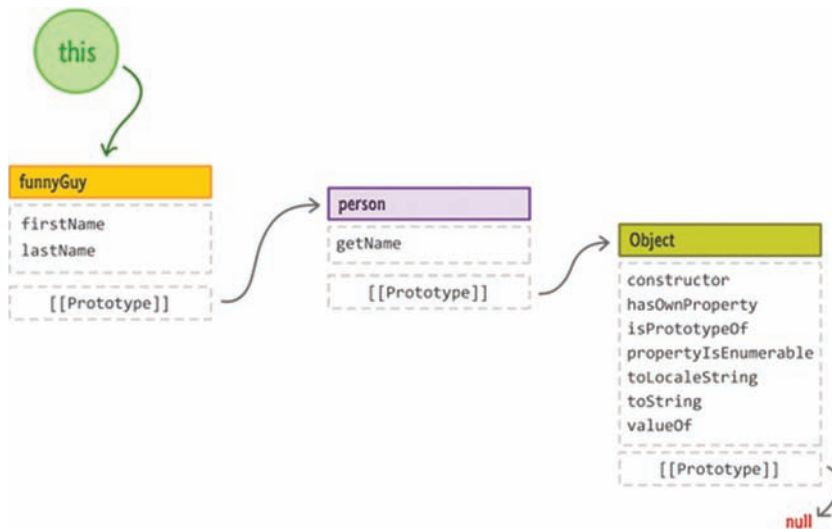 this
funnyGuy
firstName
lastName
[[Prototype]]
person
getName
[[Prototype]]
Object
constructor
hasOwnProperty
isPrototypeOf
propertyIsEnumerable
toLocaleString
toString
valueOf
[[Prototype]]
null